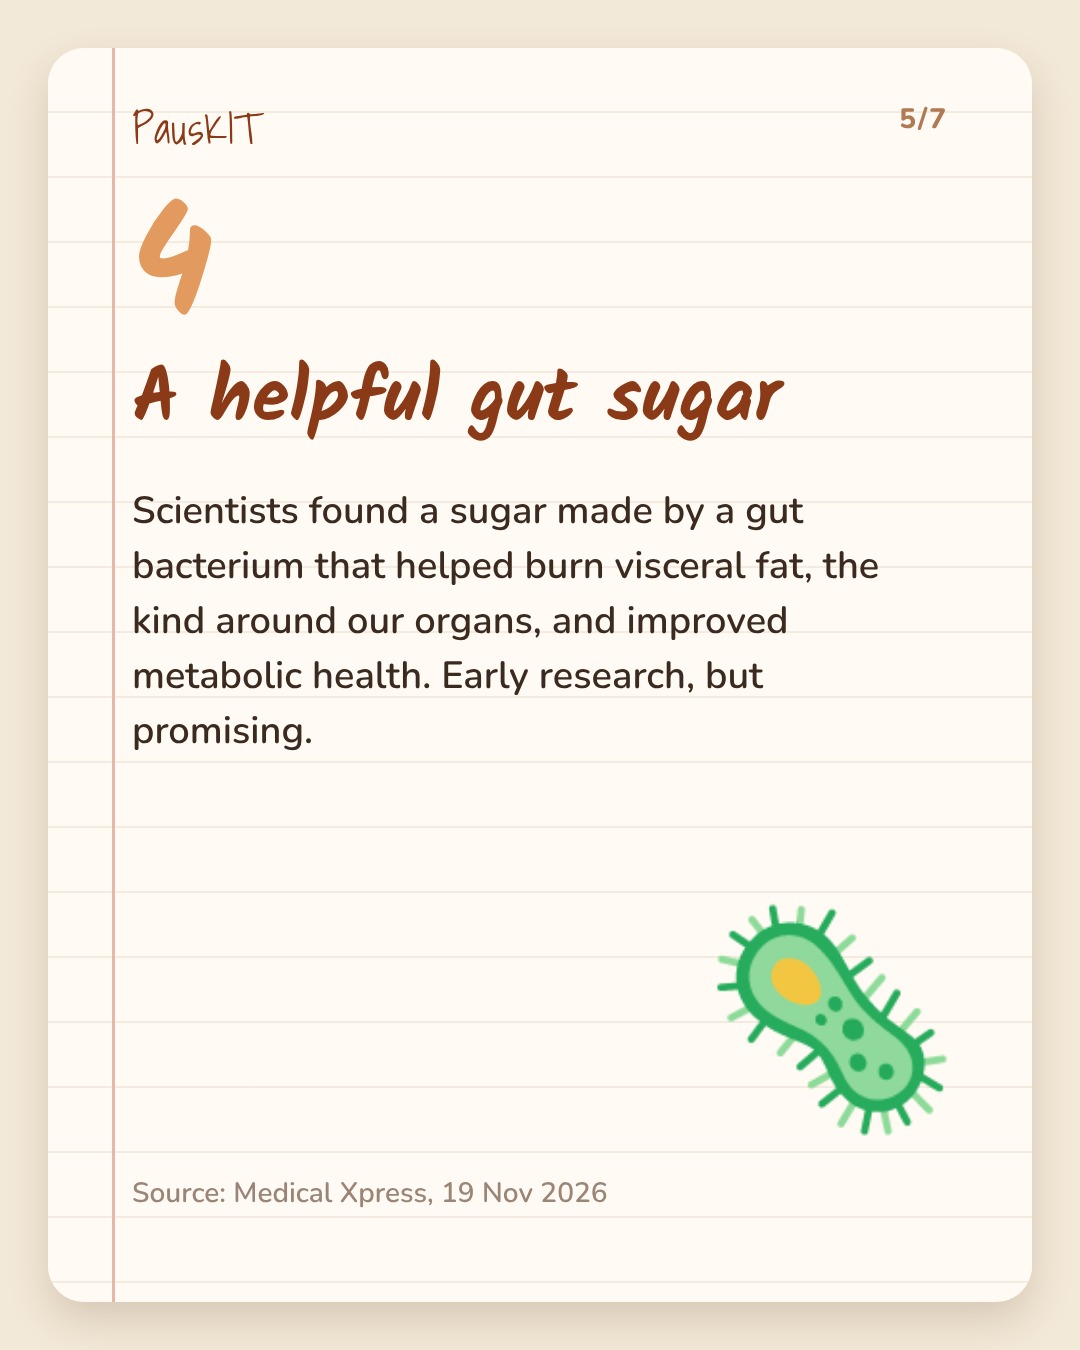 PausKIT
5/7
4
A helpful gut sugar
Scientists found a sugar made by a gut
bacterium that helped burn visceral fat, the
kind around our organs, and improved
metabolic health. Early research, but
promising.
Source: Medical Xpress, 19 Nov 2026